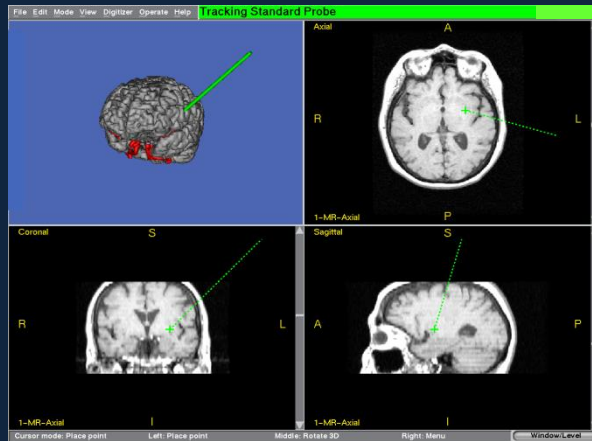 File Edit Mode View Digitizer Operate Help Tracking Standard Probe
Axial
A
R
L
1-MR-Axial
P
Coronal
S
R
L
1-MR-Axial
I
Sagittal
S
A
P
1-MR-Axial
I
Cursor mode: Place point Left: Place point Middle: Rotate 3D Right: Menu Window/Level